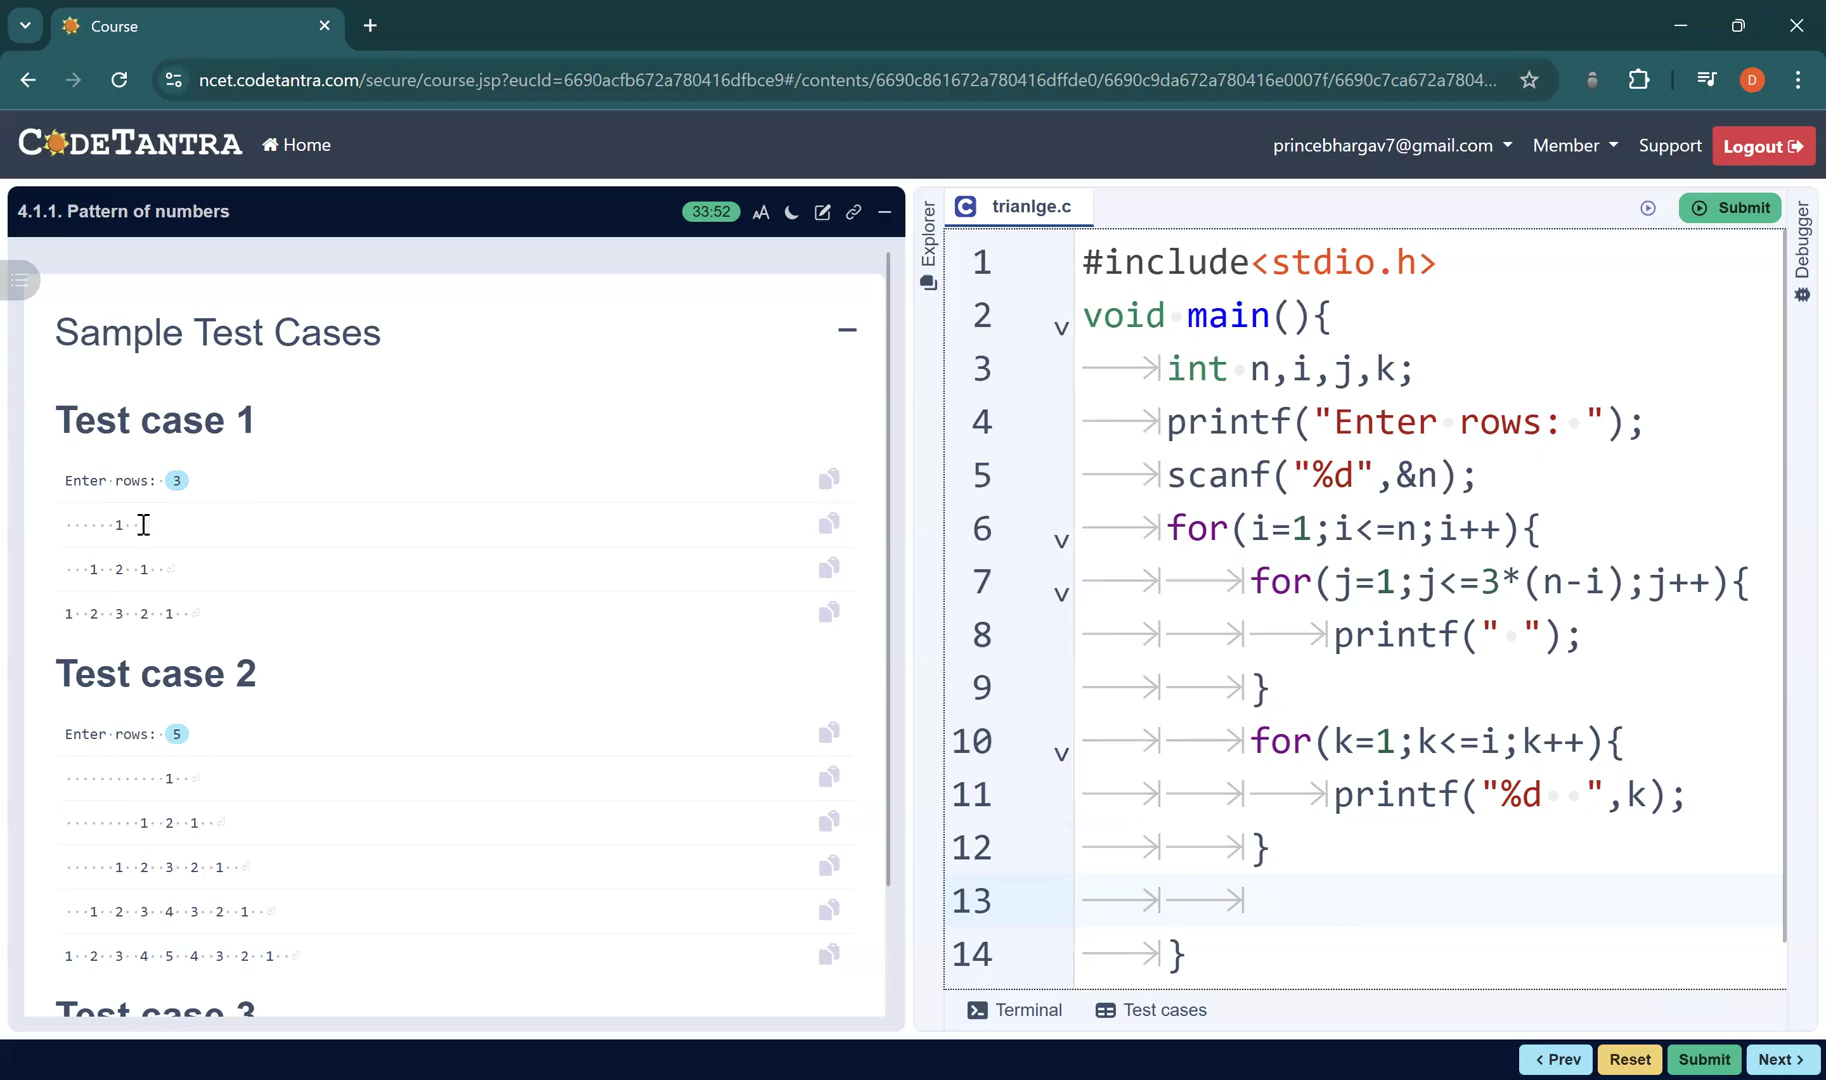 Course
ncet.codetantra.com/secure/course.jsp?eucId=6690acfb672a780416dfbce9#/contents/6690c861672a780416dffde0/6690c9da672a780416e0007f/6690c7ca672a7804...
D
CODETANTRA
Home
princebhargav7@gmail.com
Member
Support
Logout
4.1.1. Pattern of numbers
33:52
AA
Sample Test Cases
Test case 1
Enter·rows:·3
······1··
···1··2··1··
1··2··3··2··1··
Test case 2
Enter·rows:·5
············1··
·········1··2··1··
······1··2··3··2··1··
···1··2··3··4··3··2··1··
1··2··3··4··5··4··3··2··1··
Test case 3
Explorer
C trianlge.c
Submit
Debugger
1 #include<stdio.h>
2 void main(){
3 int n,i,j,k;
4 printf("Enter rows: ");
5 scanf("%d",&n);
6 for(i=1;i<=n;i++){
7 for(j=1;j<=3*(n-i);j++){
8 printf(" ");
9 }
10 for(k=1;k<=i;k++){
11 printf("%d  ",k);
12 }
13
14 }
Terminal
Test cases
< Prev
Reset
Submit
Next >